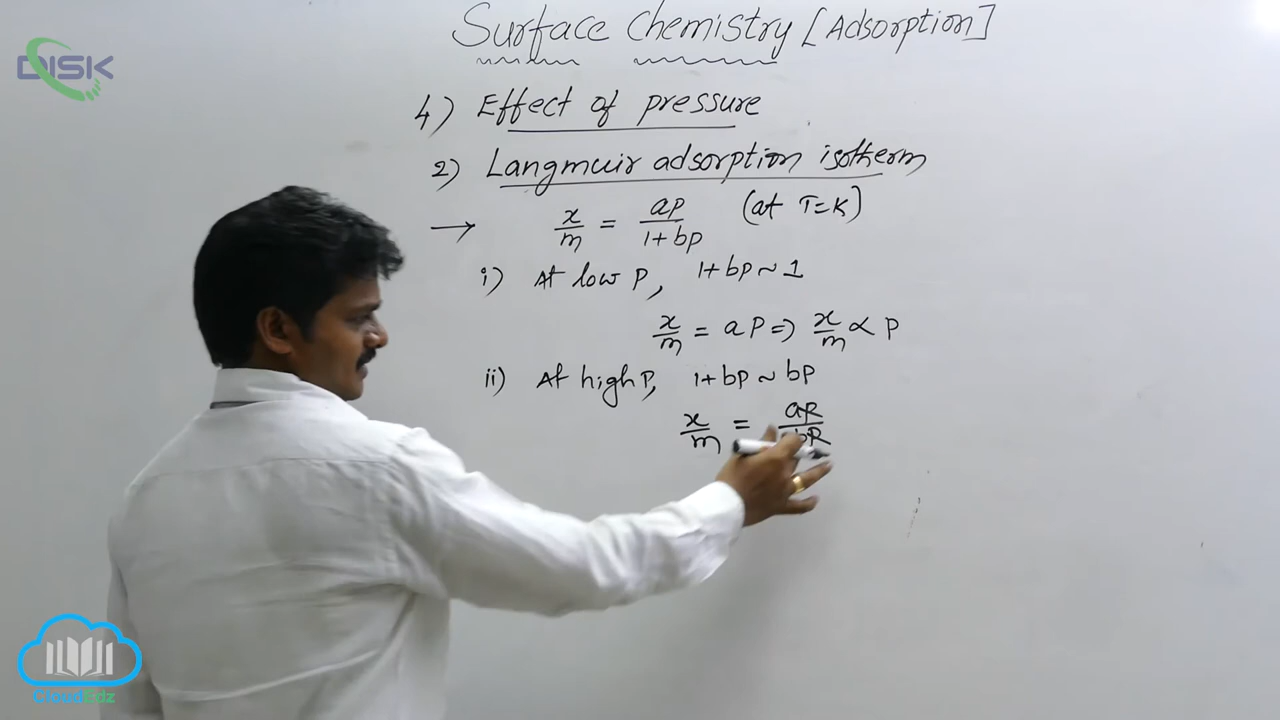 DISK
Surface Chemistry [Adsorption]
4) Effect of pressure
2) Langmuir adsorption isotherm
→ x/m = aP/1+bP (at T=K)
i) At low P, 1+bP ~ 1
x/m = aP ⇒ x/m ∝ P
ii) At high P, 1+bP ~ bP
x/m = aP/bP
CloudEdz